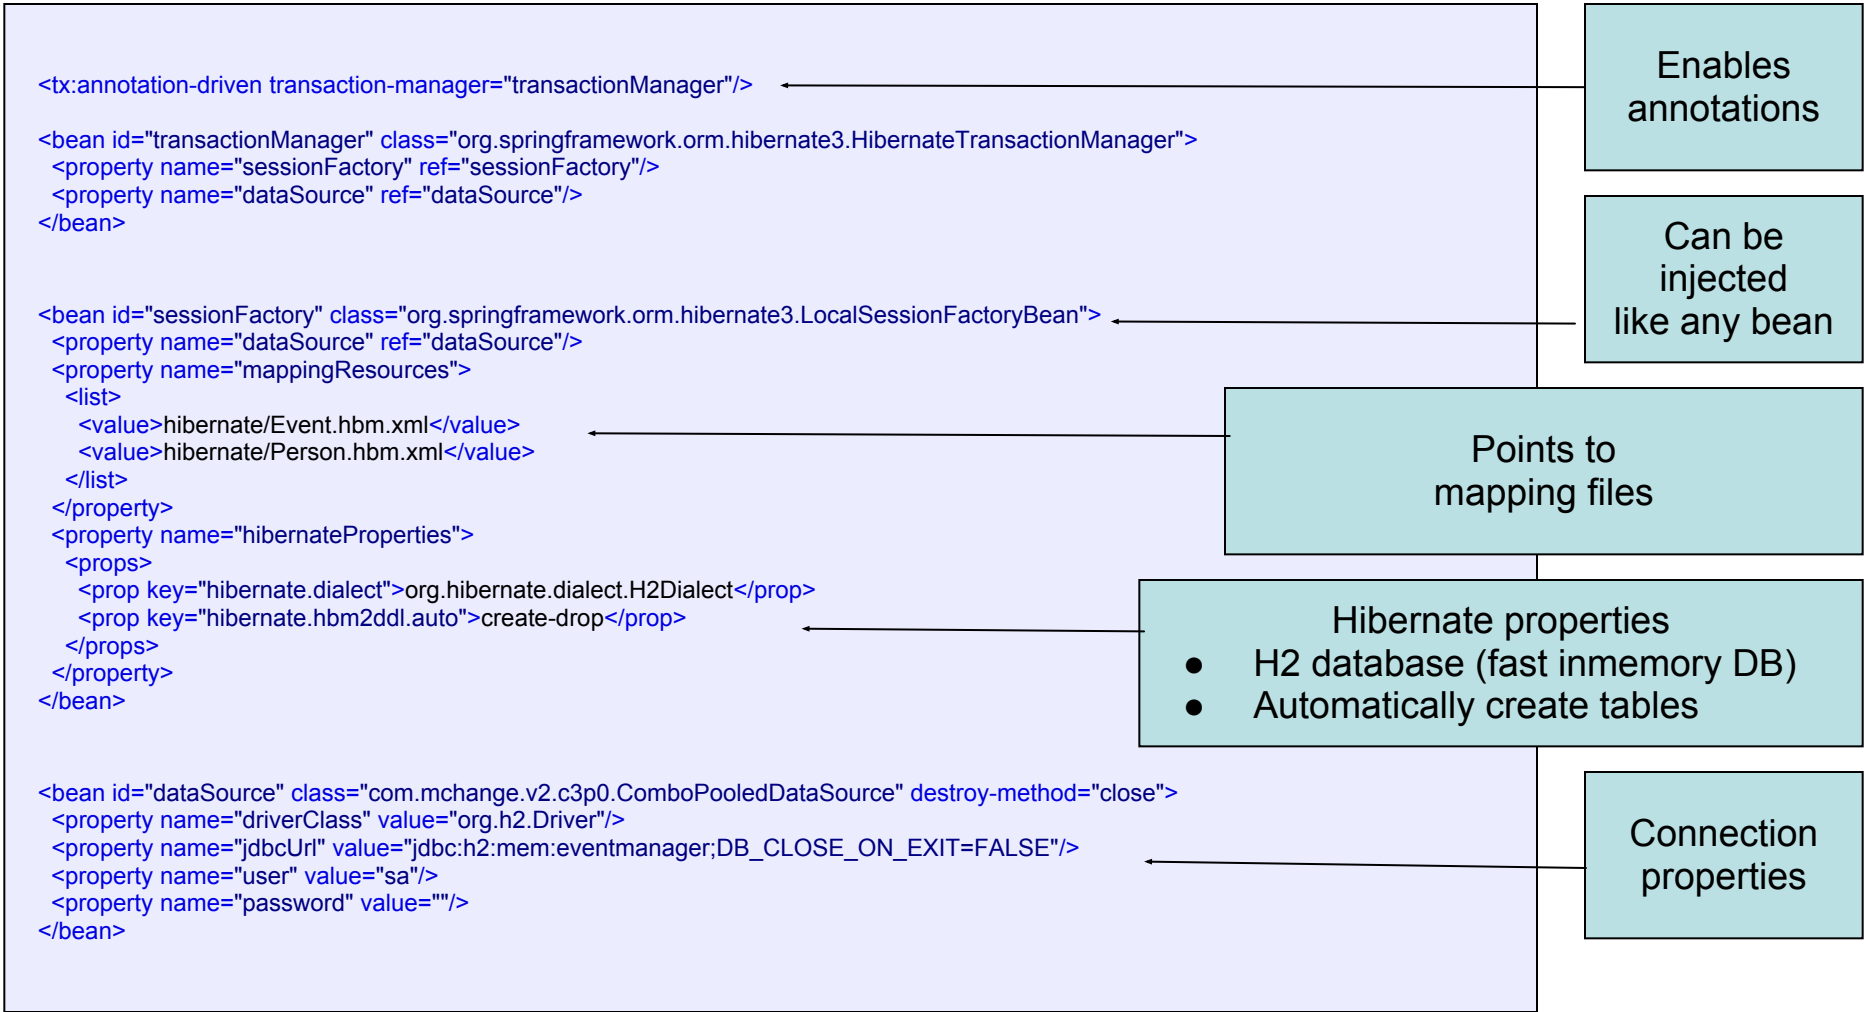 <tx:annotation-driven transaction-manager="transactionManager"/>
<bean id="transactionManager" class="org.springframework.orm.hibernate3.HibernateTransactionManager">
<property name="sessionFactory" ref="sessionFactory"/>
<property name="dataSource" ref="dataSource"/>
</bean>
<bean id="sessionFactory" class="org.springframework.orm.hibernate3.LocalSessionFactoryBean">
<property name="dataSource" ref="dataSource"/>
<property name="mappingResources">
<list>
<value>hibernate/Event.hbm.xml</value>
<value>hibernate/Person.hbm.xml</value>
</list>
</property>
<property name="hibernateProperties">
<props>
<prop key="hibernate.dialect">org.hibernate.dialect.H2Dialect</prop>
<prop key="hibernate.hbm2ddl.auto">create-drop</prop>
</props>
</property>
</bean>
<bean id="dataSource" class="com.mchange.v2.c3p0.ComboPooledDataSource" destroy-method="close">
<property name="driverClass" value="org.h2.Driver"/>
<property name="jdbcUrl" value="jdbc:h2:mem:eventmanager;DB_CLOSE_ON_EXIT=FALSE"/>
<property name="user" value="sa"/>
<property name="password" value=""/>
</bean>
Enables
annotations
Can be
injected
like any bean
Points to
mapping files
Hibernate properties
● H2 database (fast inmemory DB)
● Automatically create tables
Connection
properties